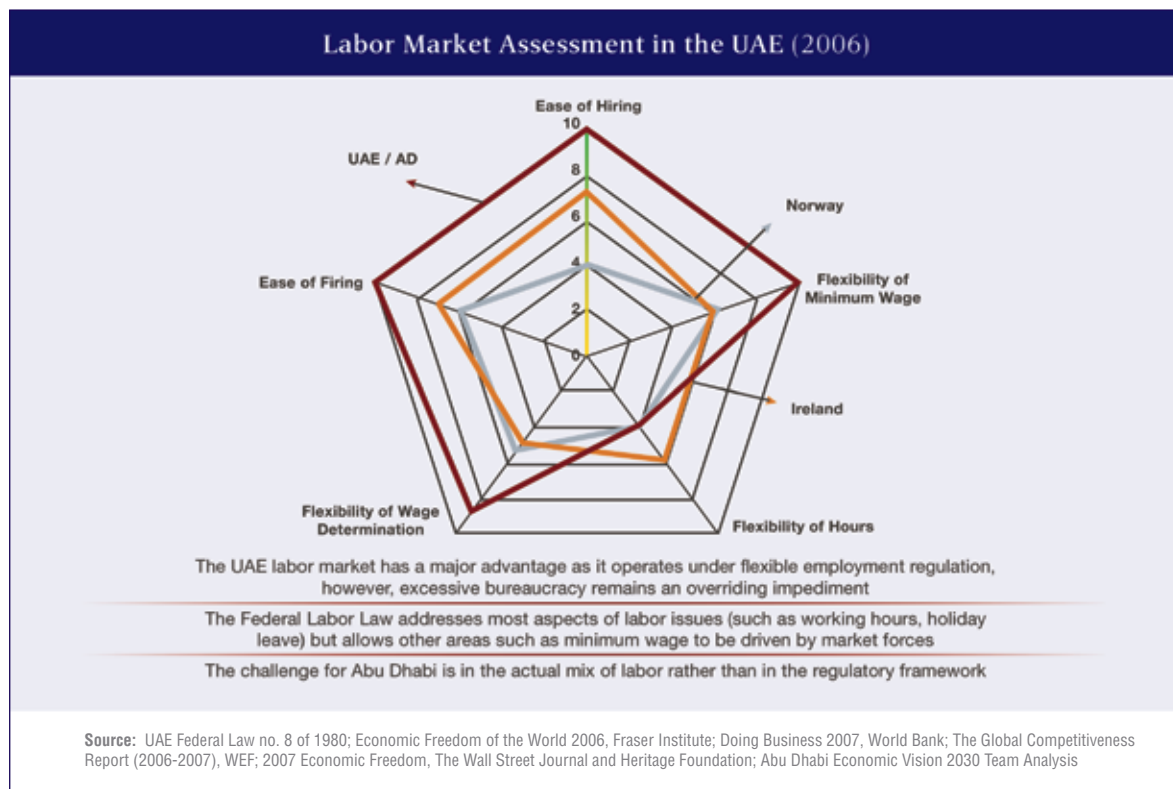 Labor Market Assessment in the UAE (2006)
Ease of Hiring
10
UAE / AD
8
Norway
6
4
Ease of Firing
Flexibility of
Minimum Wage
2
0
Ireland
Flexibility of Wage
Determination
Flexibility of Hours
The UAE labor market has a major advantage as it operates under flexible employment regulation,
however, excessive bureaucracy remains an overriding impediment
The Federal Labor Law addresses most aspects of labor issues (such as working hours, holiday
leave) but allows other areas such as minimum wage to be driven by market forces
The challenge for Abu Dhabi is in the actual mix of labor rather than in the regulatory framework
Source: UAE Federal Law no. 8 of 1980; Economic Freedom of the World 2006, Fraser Institute; Doing Business 2007, World Bank; The Global Competitiveness
Report (2006-2007), WEF; 2007 Economic Freedom, The Wall Street Journal and Heritage Foundation; Abu Dhabi Economic Vision 2030 Team Analysis